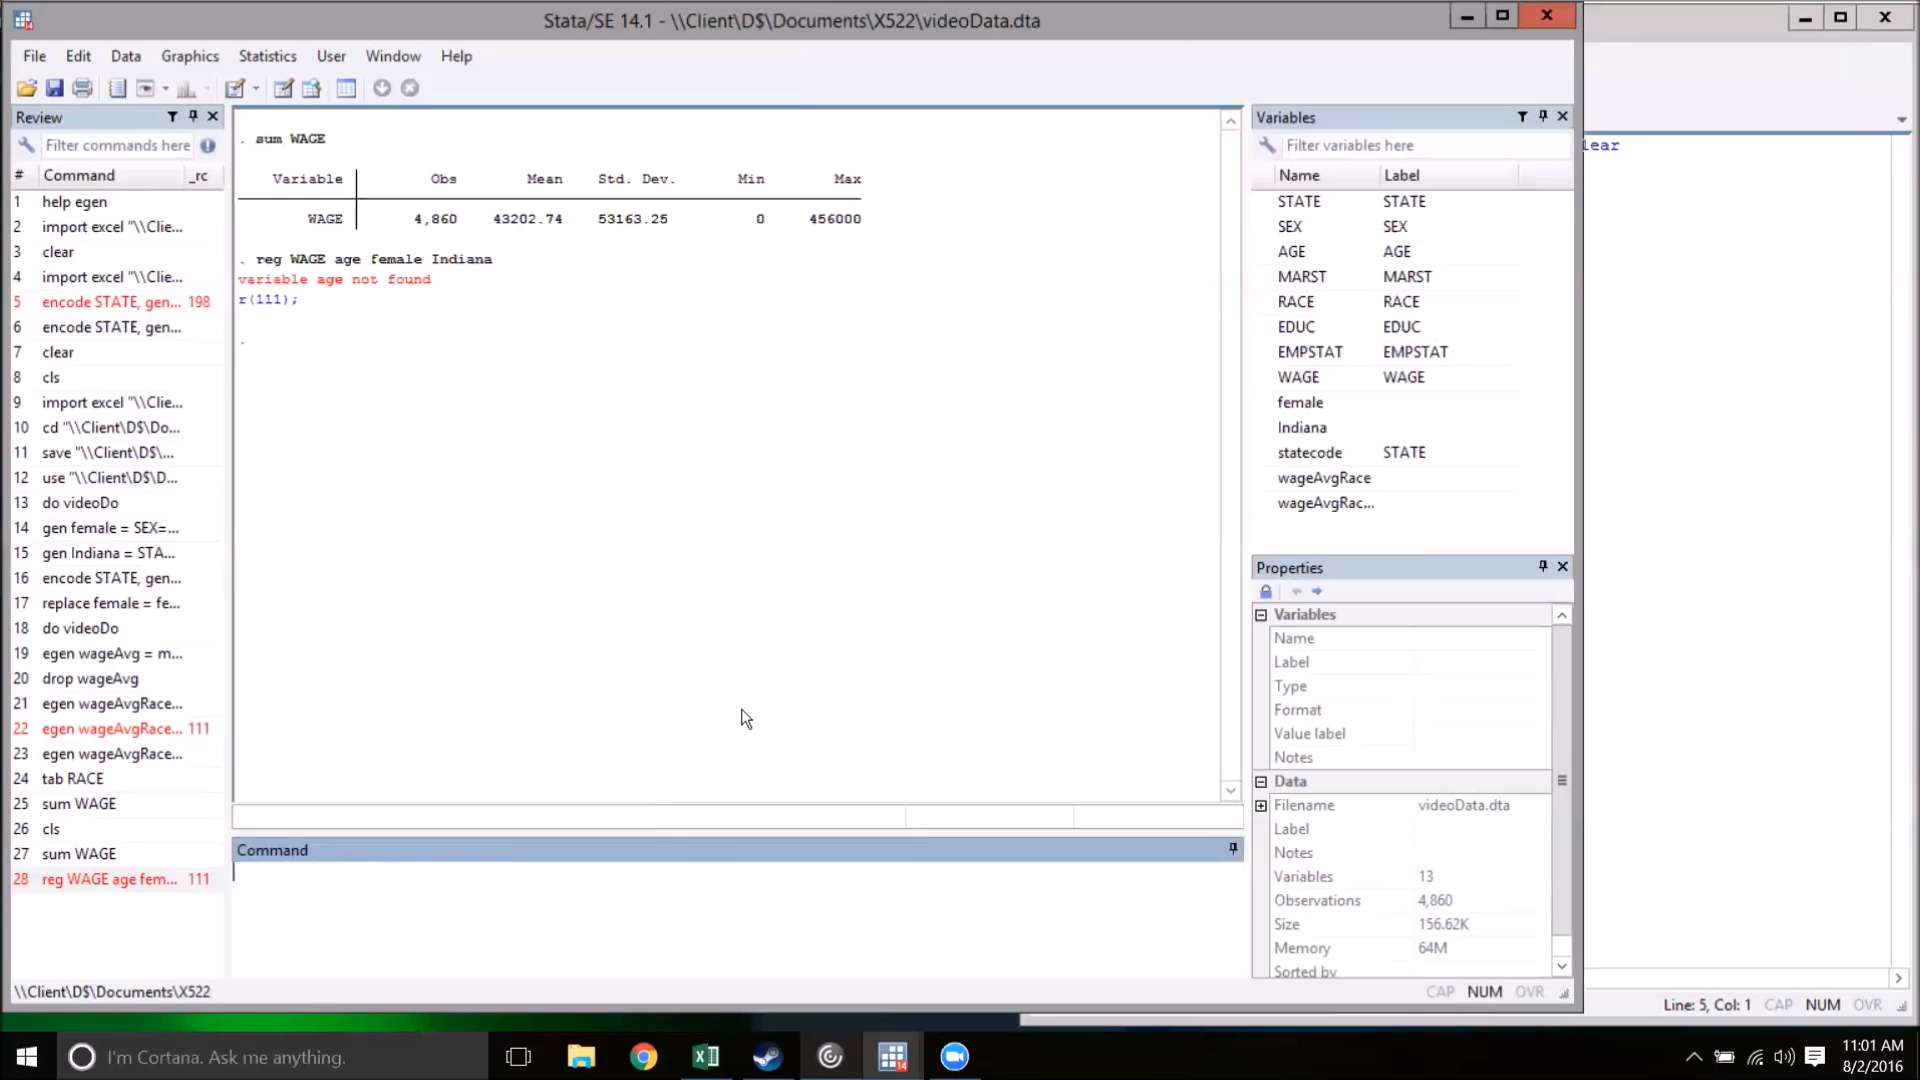 Stata/SE 14.1 - \\Client\D$\Documents\X522\videoData.dta
File Edit Data Graphics Statistics User Help
Review
Filter commands here
# Command _rc
1 help egen
2 import excel "\\Clie...
3 clear
4 import excel "\\Clie...
5 encode STATE, gen... 198
6 encode STATE, gen...
7 clear
8 cls
9 import excel "\\Clie...
10 cd "\\Client\D$\Do...
11 save "\\Client\D$\...
12 use "\\Client\D$\D...
13 do videoDo
14 gen female = SEX=...
15 gen Indiana = STA...
16 encode STATE, gen...
17 replace female = fe...
18 do videoDo
19 egen wageAvg = m...
20 drop wageAvg
21 egen wageAvgRace...
22 egen wageAvgRace... 111
23 egen wageAvgRace...
24 tab RACE
25 sum WAGE
26 cls
27 sum WAGE
28 reg WAGE age fem... 111
. sum WAGE
Variable Obs Mean Std. Dev. Min Max
WAGE 4,860 43202.74 53163.25 0 456000
. reg WAGE age female Indiana
variable age not found
r(111);
.
Command
Variables
Filter variables here
Name Label
STATE STATE
SEX SEX
AGE AGE
MARST MARST
RACE RACE
EDUC EDUC
EMPSTAT EMPSTAT
WAGE WAGE
female
Indiana
statecode STATE
wageAvgRace
wageAvgRac...
Properties
Variables
Name
Label
Type
Format
Value label
Notes
Data
Filename videoData.dta
Label
Notes
Variables 13
Observations 4,860
Size 156.62K
Memory 64M
Sorted by
\\Client\D$\Documents\X522
CAP NUM OVR
lear
Line: 5, Col: 1 CAP NUM OVR
I'm Cortana. Ask me anything.
14
11:01 AM
8/2/2016